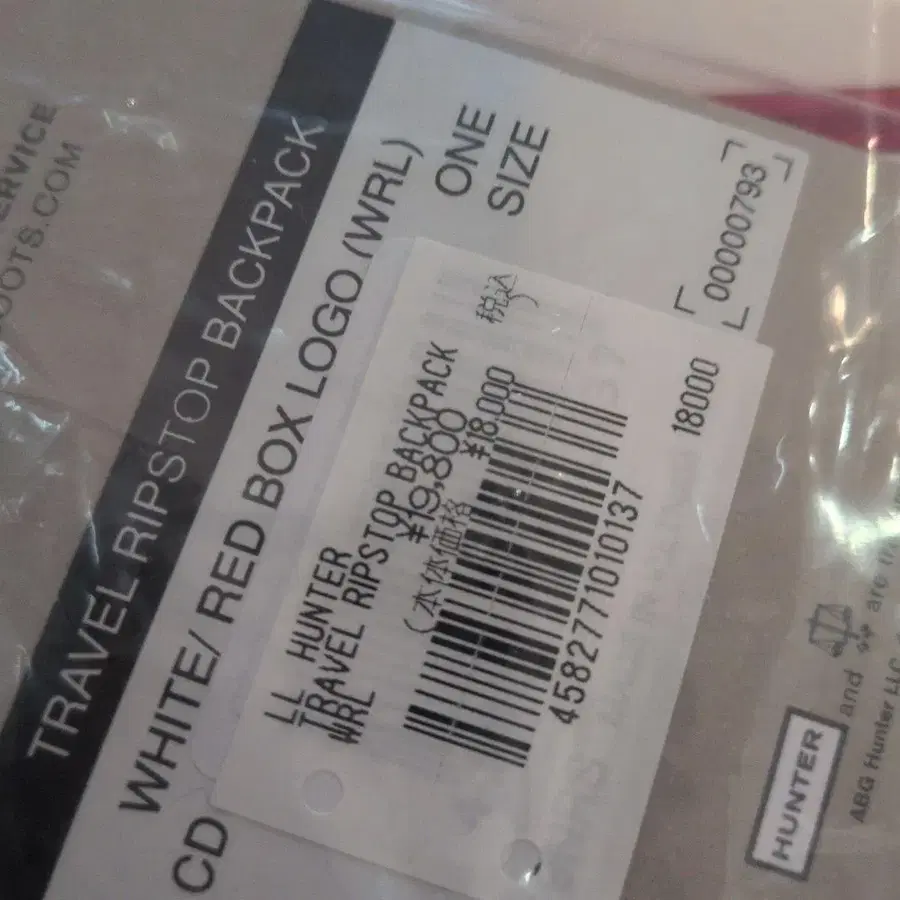 ERVICE
OOTS.COM
TRAVEL RIPSTOP BACKPACK
WHITE/ RED BOX LOGO (WRL)
ONE
SIZE
CD
00000793
LL HUNTER
TRAVEL RIPSTOP BACKPACK
WRL
¥19,800 税込
(本体価格 ¥18,000)
4582771010137
18000
HUNTER
and are
ABG Hunter LLC